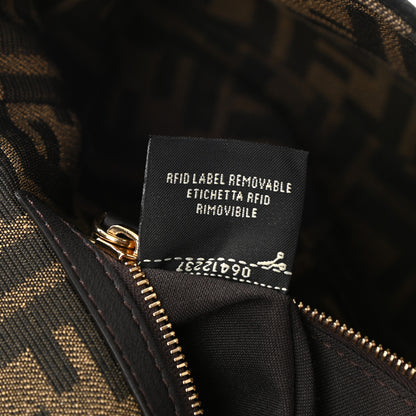 RFID LABEL REMOVABLE
ETICHETTA RFID
RIMOVIBILE
06412237